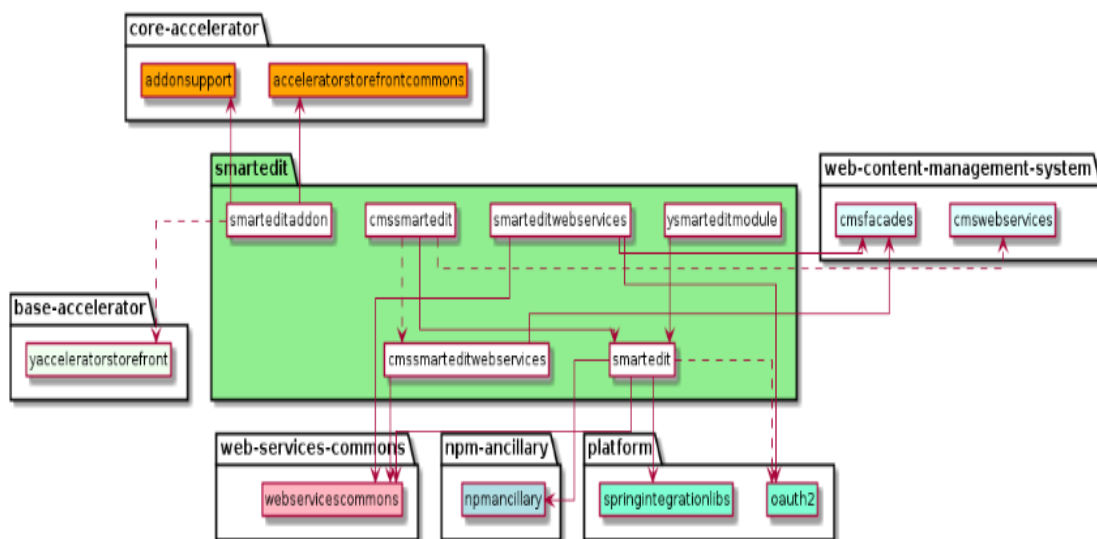 core-accelerator
addonsupport
acceleratorstorefrontcommons
smartedit
web-content-management-system
smarteditaddon
cmssmartedit
smarteditwebservices
ysmarteditmodule
cmsfacades
cmswebservices
base-accelerator
yacceleratorstorefront
cmssmarteditwebservices
smartedit
web-services-commons
npm-ancillary
platform
webservicescommons
npmancillary
springintegrationlibs
oauth2